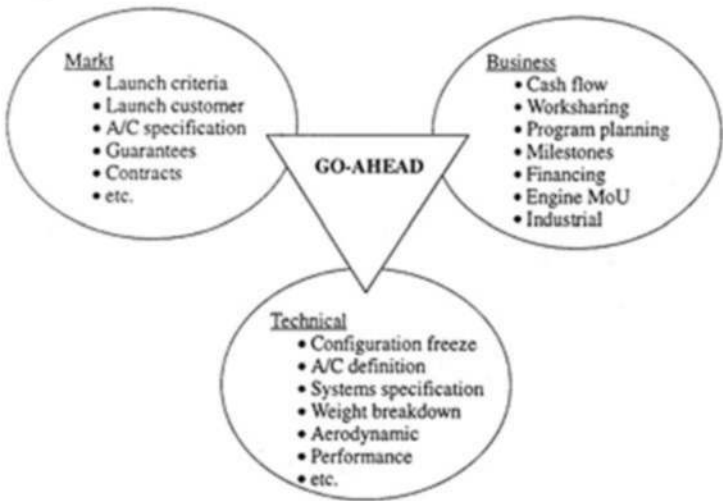 Markt
• Launch criteria
• Launch customer
• A/C specification
• Guarantees
• Contracts
• etc.
Business
• Cash flow
• Worksharing
• Program planning
• Milestones
• Financing
• Engine MoU
• Industrial
GO-AHEAD
Technical
• Configuration freeze
• A/C definition
• Systems specification
• Weight breakdown
• Aerodynamic
• Performance
• etc.